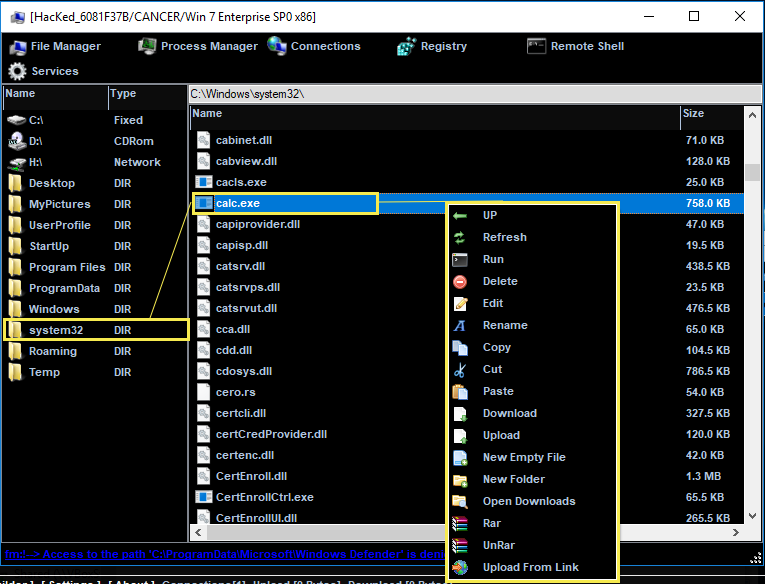 [HacKed_6081F37B/CANCER/Win 7 Enterprise SP0 x86]
File Manager Process Manager Connections Registry Remote Shell
Services
Name Type
C:\ Fixed
D:\ CDRom
H:\ Network
Desktop DIR
MyPictures DIR
UserProfile DIR
StartUp DIR
Program Files DIR
ProgramData DIR
Windows DIR
system32 DIR
Roaming DIR
Temp DIR
C:\Windows\system32\
Name Size
cabinet.dll 71.0 KB
cabview.dll 128.0 KB
cacls.exe 25.0 KB
calc.exe 758.0 KB
capiprovider.dll 47.0 KB
capisp.dll 19.5 KB
catsrv.dll 438.5 KB
catsrvps.dll 23.5 KB
catsrvut.dll 476.5 KB
cca.dll 65.0 KB
cdd.dll 104.5 KB
cdosys.dll 786.5 KB
cero.rs 54.0 KB
certcli.dll 327.5 KB
certCredProvider.dll 120.0 KB
certenc.dll 42.0 KB
CertEnroll.dll 1.3 MB
CertEnrollCtrl.exe 65.5 KB
CertEnrollUI.dll 265.5 KB
UP
Refresh
Run
Delete
Edit
Rename
Copy
Cut
Paste
Download
Upload
New Empty File
New Folder
Open Downloads
Rar
UnRar
Upload From Link
fm:! -> Access to the path 'C:\ProgramData\Microsoft\Windows Defender' is
[ Settings ] [ About ] Connections[1] Upload [0 Bytes] Download [0 Bytes]